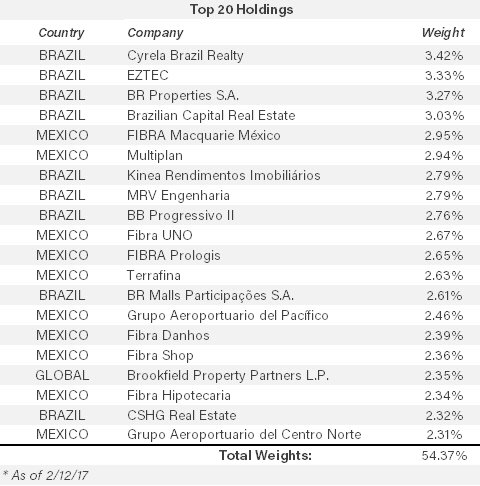 Top 20 Holdings
Country Company Weight
BRAZIL Cyrela Brazil Realty 3.42%
BRAZIL EZTEC 3.33%
BRAZIL BR Properties S.A. 3.27%
BRAZIL Brazilian Capital Real Estate 3.03%
MEXICO FIBRA Macquarie México 2.95%
MEXICO Multiplan 2.94%
BRAZIL Kinea Rendimentos Imobiliários 2.79%
BRAZIL MRV Engenharia 2.79%
BRAZIL BB Progressivo II 2.76%
MEXICO Fibra UNO 2.67%
MEXICO FIBRA Prologis 2.65%
MEXICO Terrafina 2.63%
BRAZIL BR Malls Participações S.A. 2.61%
MEXICO Grupo Aeroportuario del Pacífico 2.46%
MEXICO Fibra Danhos 2.39%
MEXICO Fibra Shop 2.36%
GLOBAL Brookfield Property Partners L.P. 2.35%
MEXICO Fibra Hipotecaria 2.34%
BRAZIL CSHG Real Estate 2.32%
MEXICO Grupo Aeroportuario del Centro Norte 2.31%
Total Weights: 54.37%
* As of 2/12/17